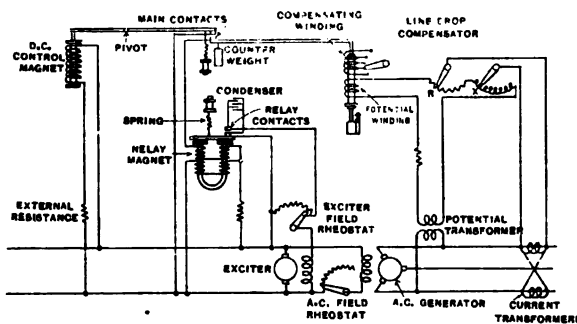 MAIN CONTACTS
COMPENSATING
WINDING
LINE DROP
COMPENSATOR
D.C.
CONTROL
MAGNET
PIVOT
COUNTER
WEIGHT
CONDENSER
RELAY
CONTACTS
SPRING
POTENTIAL
WINDING
R
X
RELAY
MAGNET
EXTERNAL
RESISTANCE
EXCITER
FIELD
RHEOSTAT
POTENTIAL
TRANSFORMER
EXCITER
A.C. FIELD
RHEOSTAT
A.C. GENERATOR
CURRENT
TRANSFORMERS